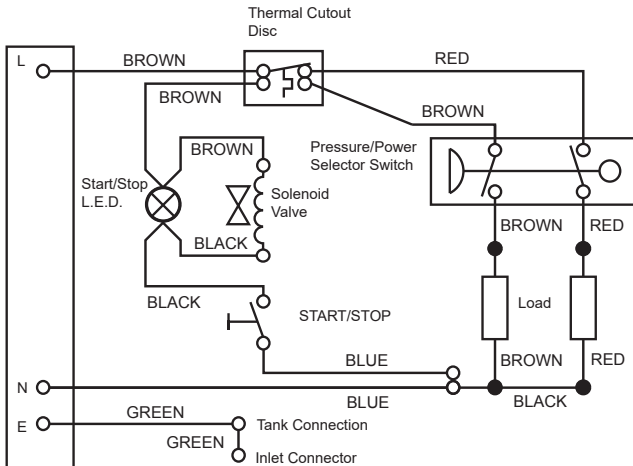 Thermal Cutout
Disc
L
BROWN
RED
BROWN
BROWN
Pressure/Power
Selector Switch
BROWN
Start/Stop
L.E.D.
Solenoid
Valve
BLACK
BROWN
RED
BLACK
START/STOP
Load
BLUE
BROWN
RED
N
BLUE
BLACK
E
GREEN
Tank Connection
GREEN
Inlet Connector